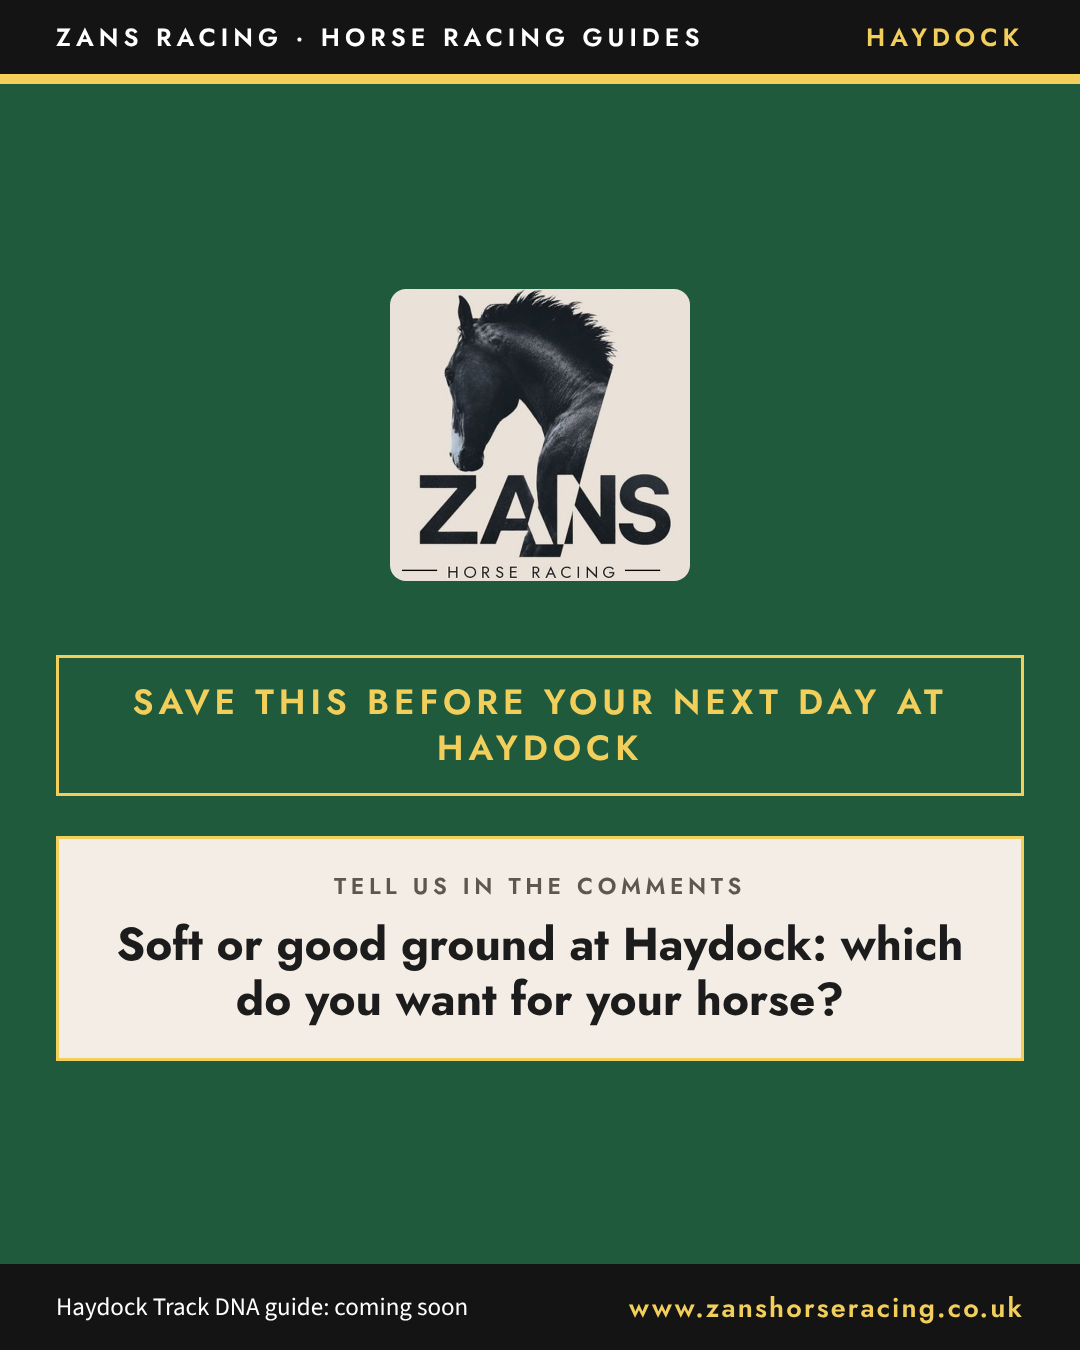 ZANS RACING · HORSE RACING GUIDES
HAYDOCK
ZANS
HORSE RACING
SAVE THIS BEFORE YOUR NEXT DAY AT
HAYDOCK
TELL US IN THE COMMENTS
Soft or good ground at Haydock: which
do you want for your horse?
Haydock Track DNA guide: coming soon
www.zanshorseracing.co.uk